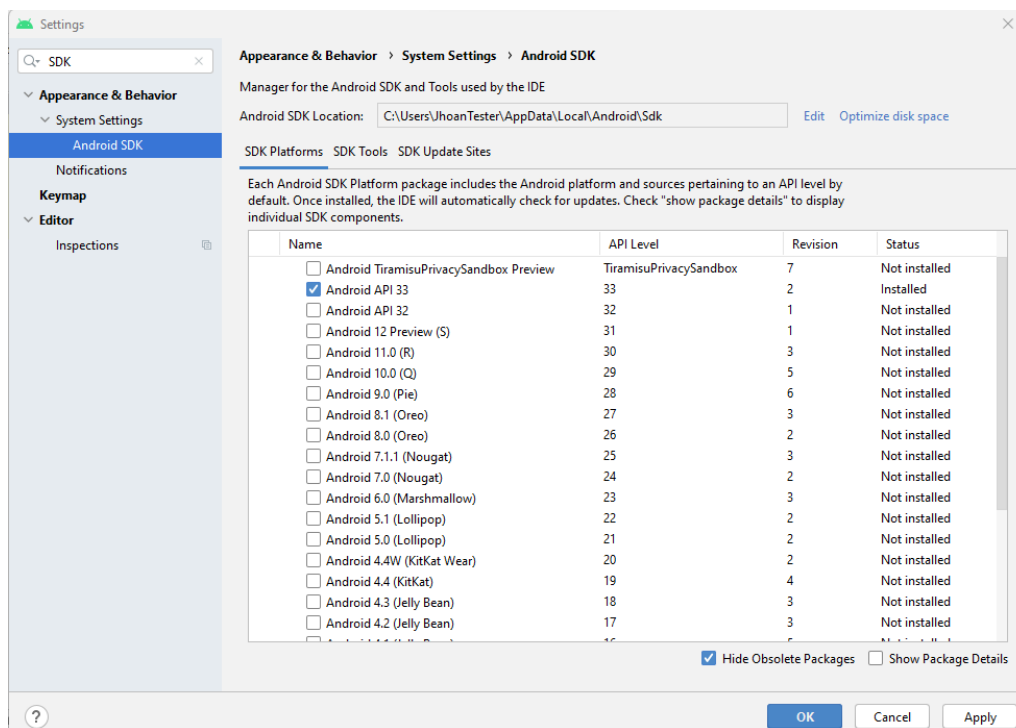 Settings
SDK
Appearance & Behavior
System Settings
Android SDK
Notifications
Keymap
Editor
Inspections
Appearance & Behavior › System Settings › Android SDK
Manager for the Android SDK and Tools used by the IDE
Android SDK Location: C:\Users\JhoanTester\AppData\Local\Android\Sdk Edit Optimize disk space
SDK Platforms SDK Tools SDK Update Sites
Each Android SDK Platform package includes the Android platform and sources pertaining to an API level by
default. Once installed, the IDE will automatically check for updates. Check "show package details" to display
individual SDK components.
Name API Level Revision Status
Android TiramisuPrivacySandbox Preview TiramisuPrivacySandbox 7 Not installed
Android API 33 33 2 Installed
Android API 32 32 1 Not installed
Android 12 Preview (S) 31 1 Not installed
Android 11.0 (R) 30 3 Not installed
Android 10.0 (Q) 29 5 Not installed
Android 9.0 (Pie) 28 6 Not installed
Android 8.1 (Oreo) 27 3 Not installed
Android 8.0 (Oreo) 26 2 Not installed
Android 7.1.1 (Nougat) 25 3 Not installed
Android 7.0 (Nougat) 24 2 Not installed
Android 6.0 (Marshmallow) 23 3 Not installed
Android 5.1 (Lollipop) 22 2 Not installed
Android 5.0 (Lollipop) 21 2 Not installed
Android 4.4W (KitKat Wear) 20 2 Not installed
Android 4.4 (KitKat) 19 4 Not installed
Android 4.3 (Jelly Bean) 18 3 Not installed
Android 4.2 (Jelly Bean) 17 3 Not installed
Hide Obsolete Packages Show Package Details
? OK Cancel Apply